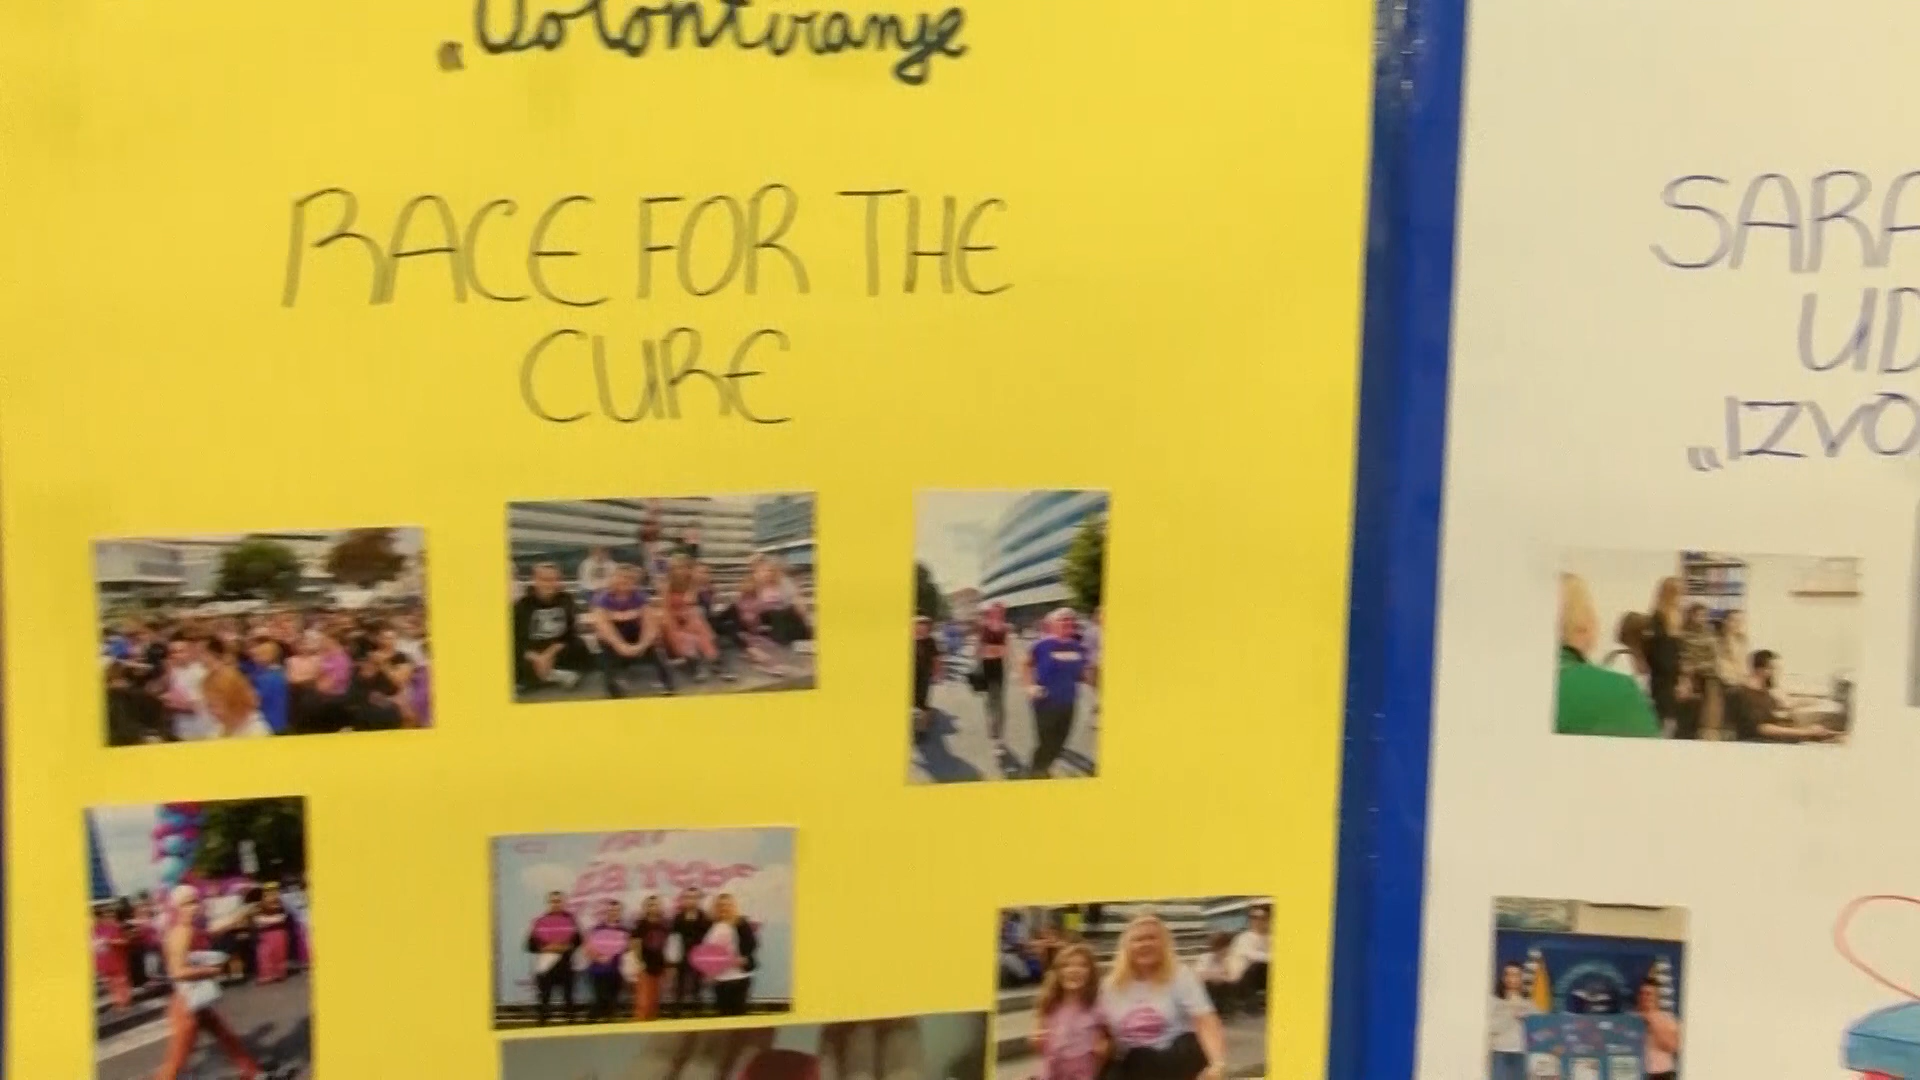 „Volontiranje
RACE FOR THE
CURE
SARA
UD
„IZVO